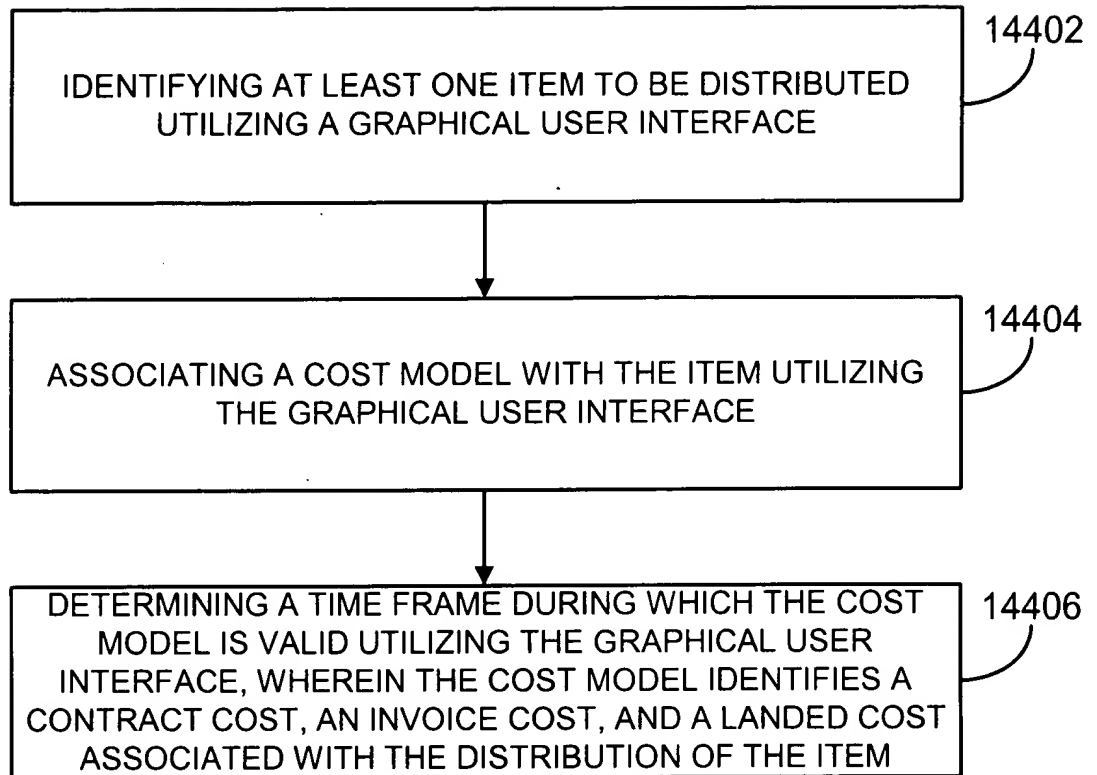 14402
IDENTIFYING AT LEAST ONE ITEM TO BE DISTRIBUTED
UTILIZING A GRAPHICAL USER INTERFACE
14404
ASSOCIATING A COST MODEL WITH THE ITEM UTILIZING
THE GRAPHICAL USER INTERFACE
14406
DETERMINING A TIME FRAME DURING WHICH THE COST
MODEL IS VALID UTILIZING THE GRAPHICAL USER
INTERFACE, WHEREIN THE COST MODEL IDENTIFIES A
CONTRACT COST, AN INVOICE COST, AND A LANDED COST
ASSOCIATED WITH THE DISTRIBUTION OF THE ITEM